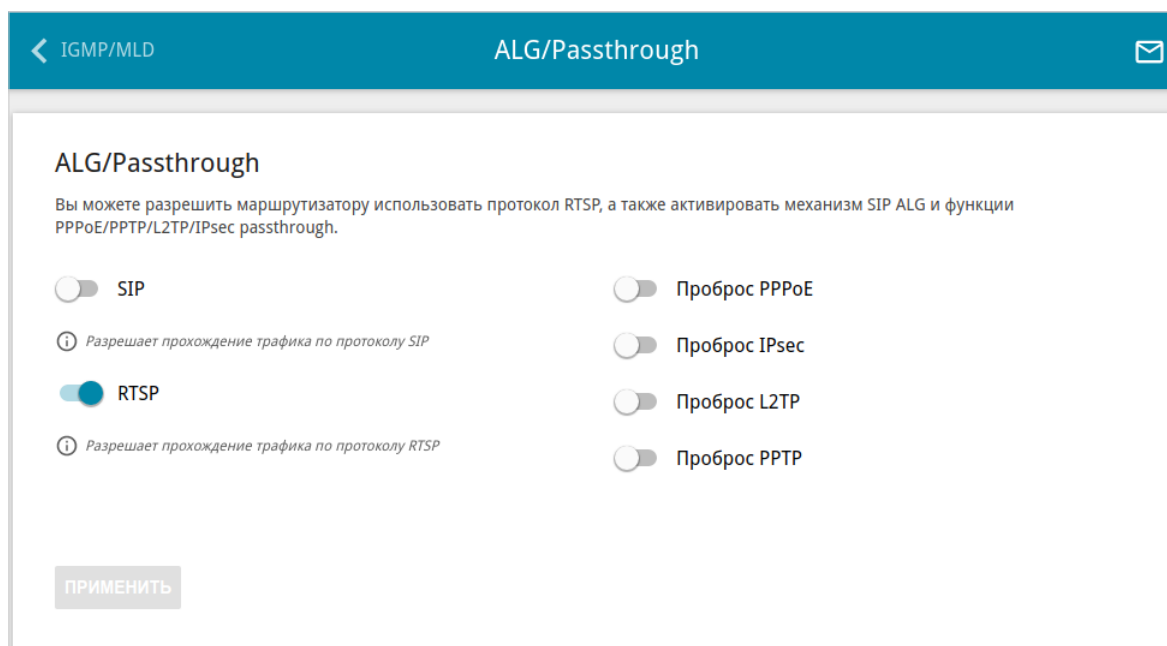 IGMP/MLD
ALG/Passthrough
ALG/Passthrough
Вы можете разрешить маршрутизатору использовать протокол RTSP, а также активировать механизм SIP ALG и функции
PPPoE/PPTP/L2TP/IPsec passthrough.
SIP
Разрешает прохождение трафика по протоколу SIP
RTSP
Разрешает прохождение трафика по протоколу RTSP
Проброс PPPoE
Проброс IPsec
Проброс L2TP
Проброс PPTP
ПРИМЕНИТЬ